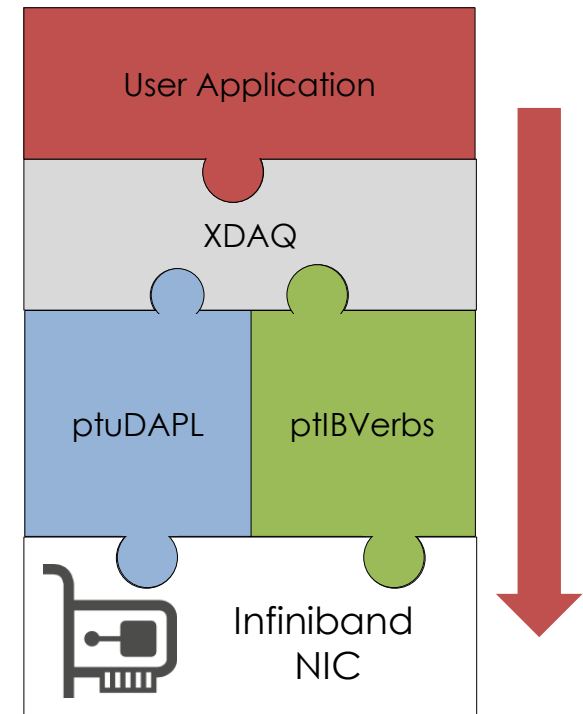 User Application
XDAQ
ptuDAPL
ptIBVerbs
Infiniband
NIC